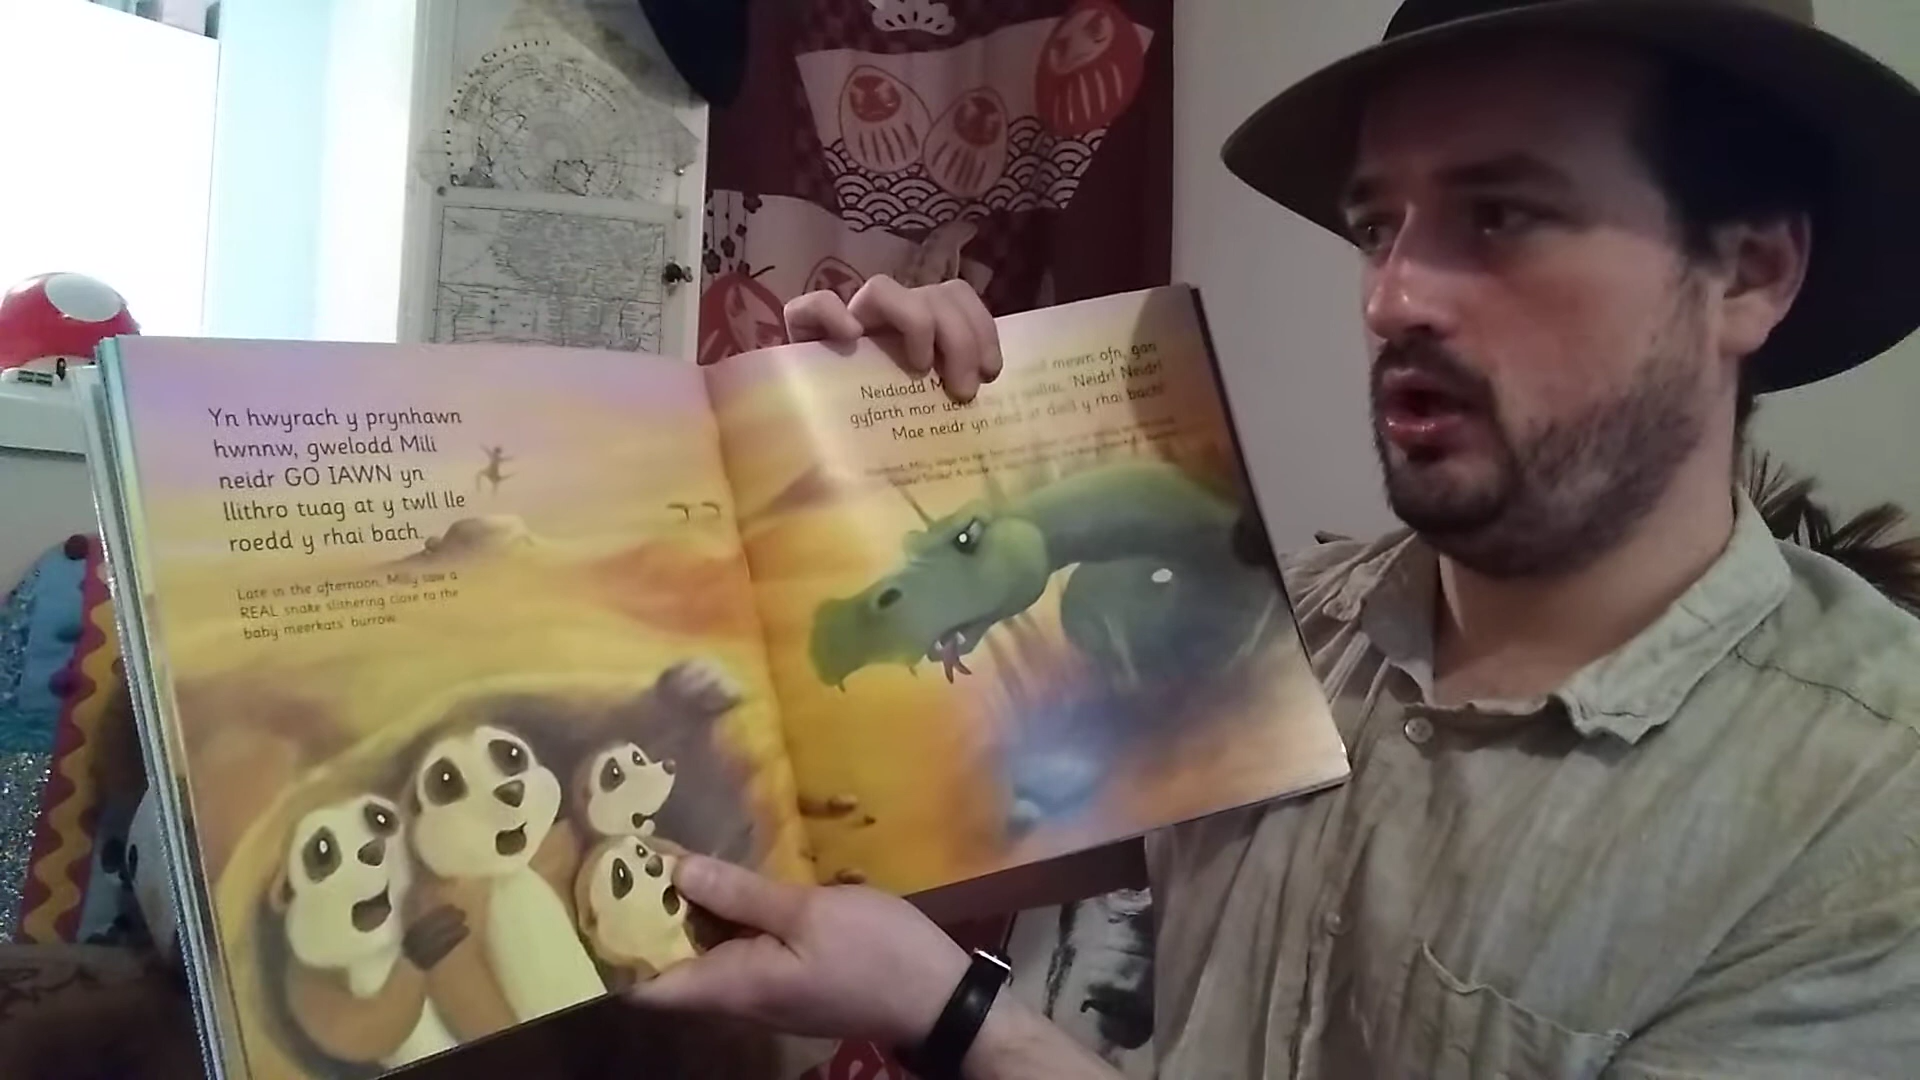 Yn hwyrach y prynhawn
hwnnw, gwelodd Mili
neidr GO IAWN yn
llithro tuag at y twll lle
roedd y rhai bach.
Late in the afternoon, Milly saw a
REAL snake slithering close to the
baby meerkats' burrow.
Neidiodd mewn ofn, gan
gyfarth mor uchel y gallai, 'Neidr! Neidr!
Mae neidr yn dod at dwll y rhai bach!'